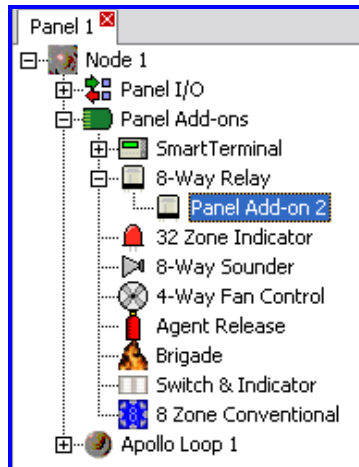 Panel 1
Node 1
Panel I/O
Panel Add-ons
SmartTerminal
8-Way Relay
Panel Add-on 2
32 Zone Indicator
8-Way Sounder
4-Way Fan Control
Agent Release
Brigade
Switch & Indicator
8 8 Zone Conventional
Apollo Loop 1